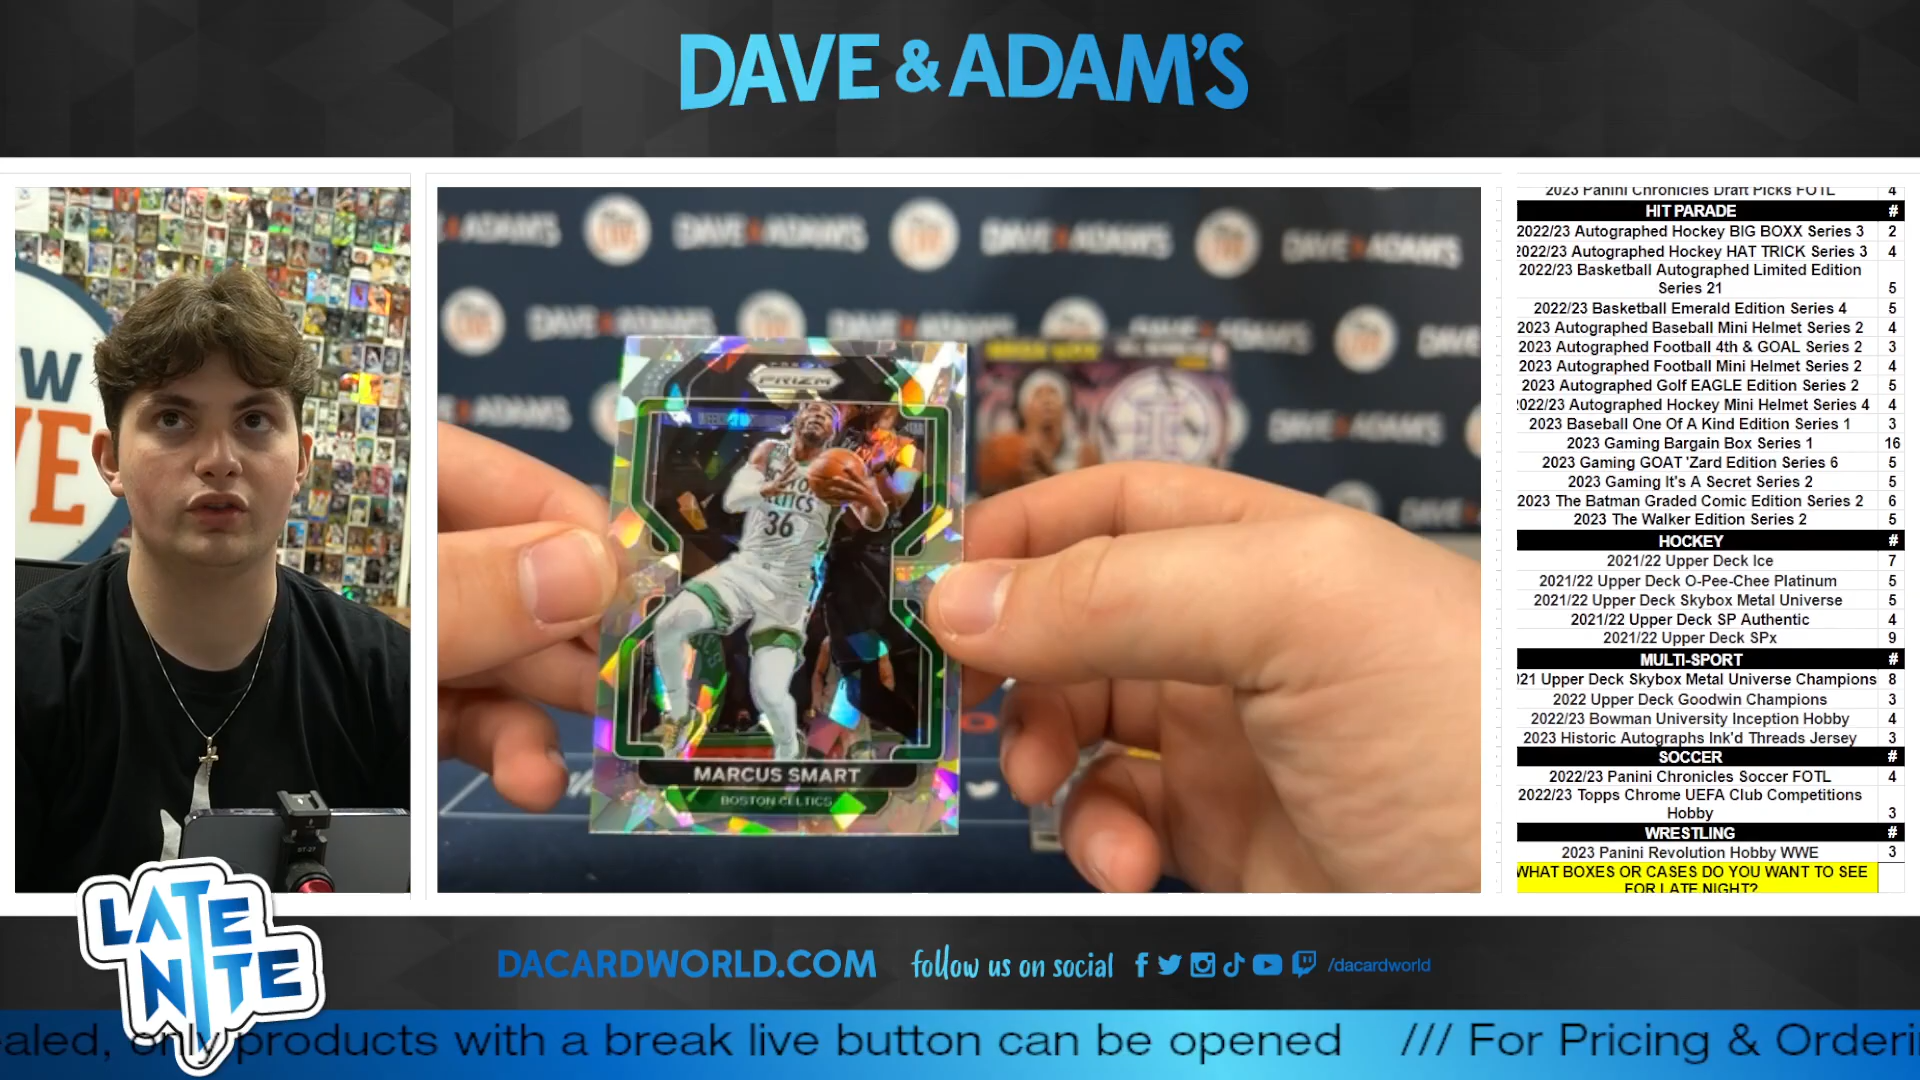 DAVE & ADAM'S
2023 Panini Chronicles Draft Picks FOTL 4
HIT PARADE #
2022/23 Autographed Hockey BIG BOXX Series 3 2
2022/23 Autographed Hockey HAT TRICK Series 3 4
2022/23 Basketball Autographed Limited Edition
Series 21 5
2022/23 Basketball Emerald Edition Series 4 5
2023 Autographed Baseball Mini Helmet Series 2 4
2023 Autographed Football 4th & GOAL Series 2 3
2023 Autographed Football Mini Helmet Series 2 4
2023 Autographed Golf EAGLE Edition Series 2 5
2022/23 Autographed Hockey Mini Helmet Series 4 4
2023 Baseball One Of A Kind Edition Series 1 3
2023 Gaming Bargain Box Series 1 16
2023 Gaming GOAT 'Zard Edition Series 6 5
2023 Gaming It's A Secret Series 2 5
2023 The Batman Graded Comic Edition Series 2 6
2023 The Walker Edition Series 2 5
HOCKEY #
2021/22 Upper Deck Ice 7
2021/22 Upper Deck O-Pee-Chee Platinum 5
2021/22 Upper Deck Skybox Metal Universe 5
2021/22 Upper Deck SP Authentic 4
2021/22 Upper Deck SPx 9
MULTI-SPORT #
21 Upper Deck Skybox Metal Universe Champions 8
2022 Upper Deck Goodwin Champions 3
2022/23 Bowman University Inception Hobby 4
2023 Historic Autographs Ink'd Threads Jersey 3
SOCCER #
2022/23 Panini Chronicles Soccer FOTL 4
2022/23 Topps Chrome UEFA Club Competitions
Hobby 3
WRESTLING #
2023 Panini Revolution Hobby WWE 3
WHAT BOXES OR CASES DO YOU WANT TO SEE
FOR LATE NIGHT?
DAVE & ADAM'S
PRIZM
CELTICS
36
MARCUS SMART
BOSTON CELTICS
LATE
NITE
DACARDWORLD.COM follow us on social /dacardworld
aled, only products with a break live button can be opened /// For Pricing & Orderi